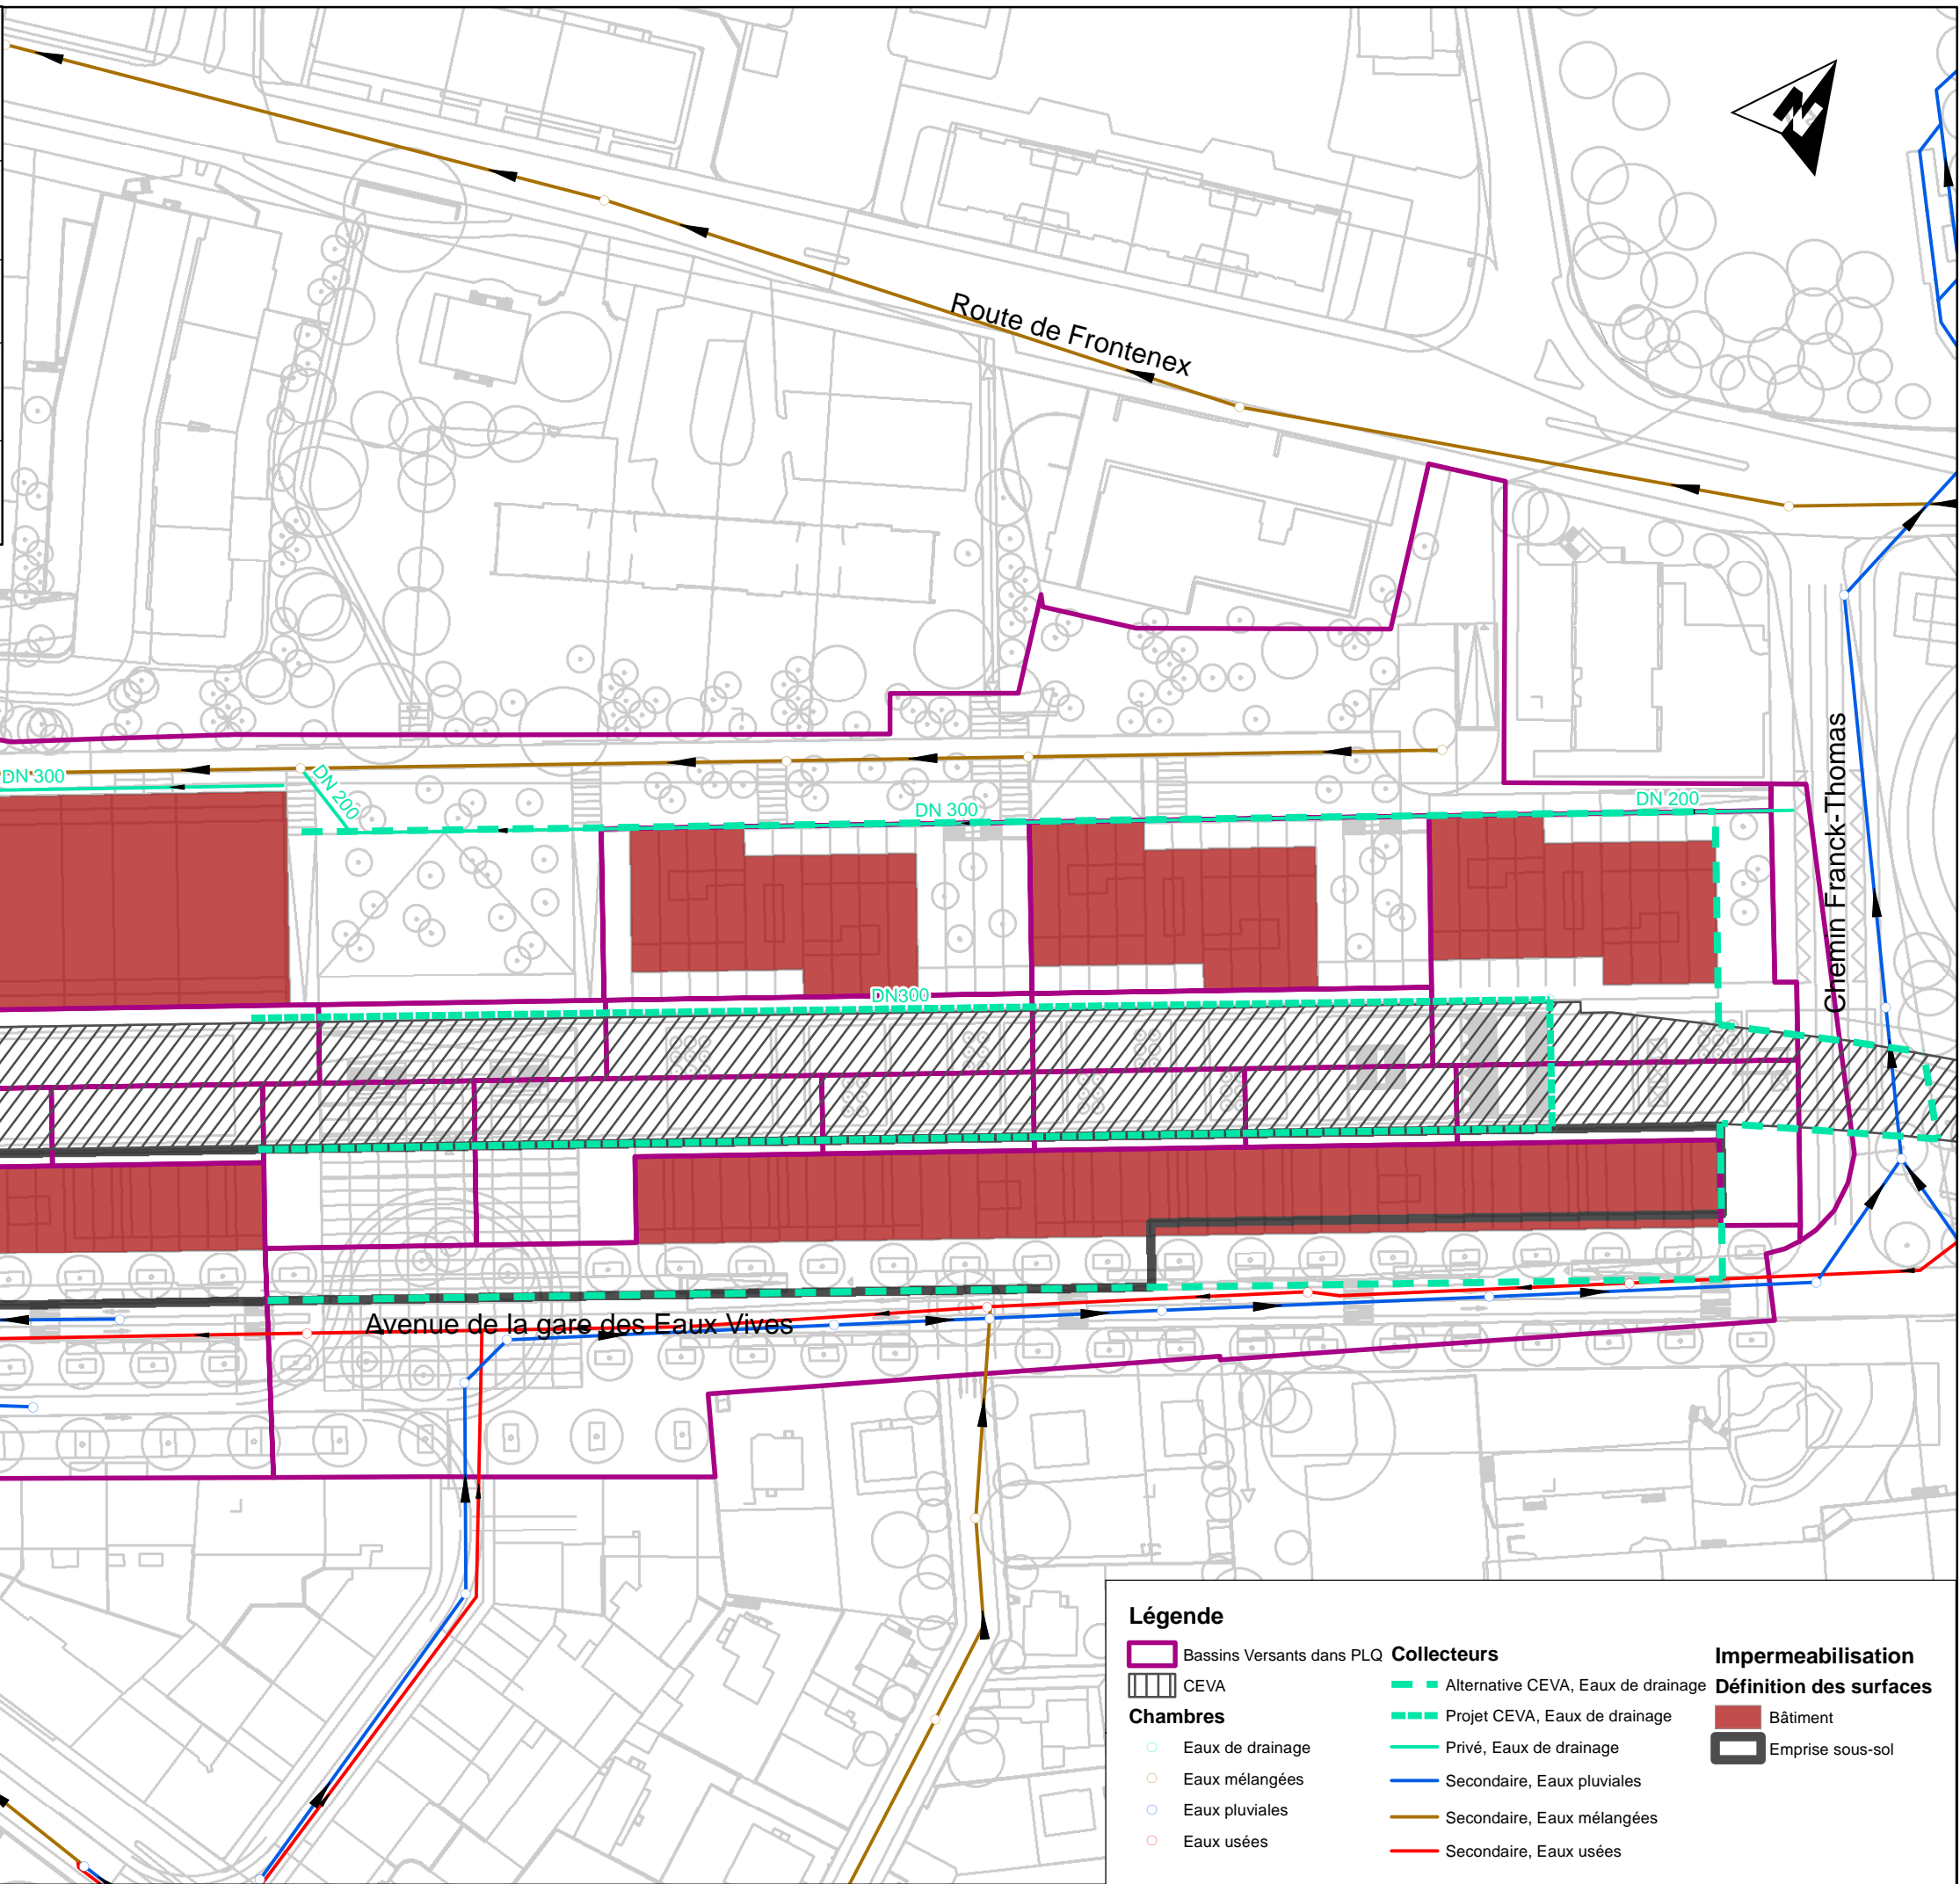 N
Route de Frontenex
Chemin Franck-Thomas
DN 300
DN 200
DN 300
DN 200
DN300
Avenue de la gare des Eaux Vives
Légende
Bassins Versants dans PLQ
CEVA
Chambres
Eaux de drainage
Eaux mélangées
Eaux pluviales
Eaux usées
Collecteurs
Alternative CEVA, Eaux de drainage
Projet CEVA, Eaux de drainage
Privé, Eaux de drainage
Secondaire, Eaux pluviales
Secondaire, Eaux mélangées
Secondaire, Eaux usées
Impermeabilisation
Définition des surfaces
Bâtiment
Emprise sous-sol